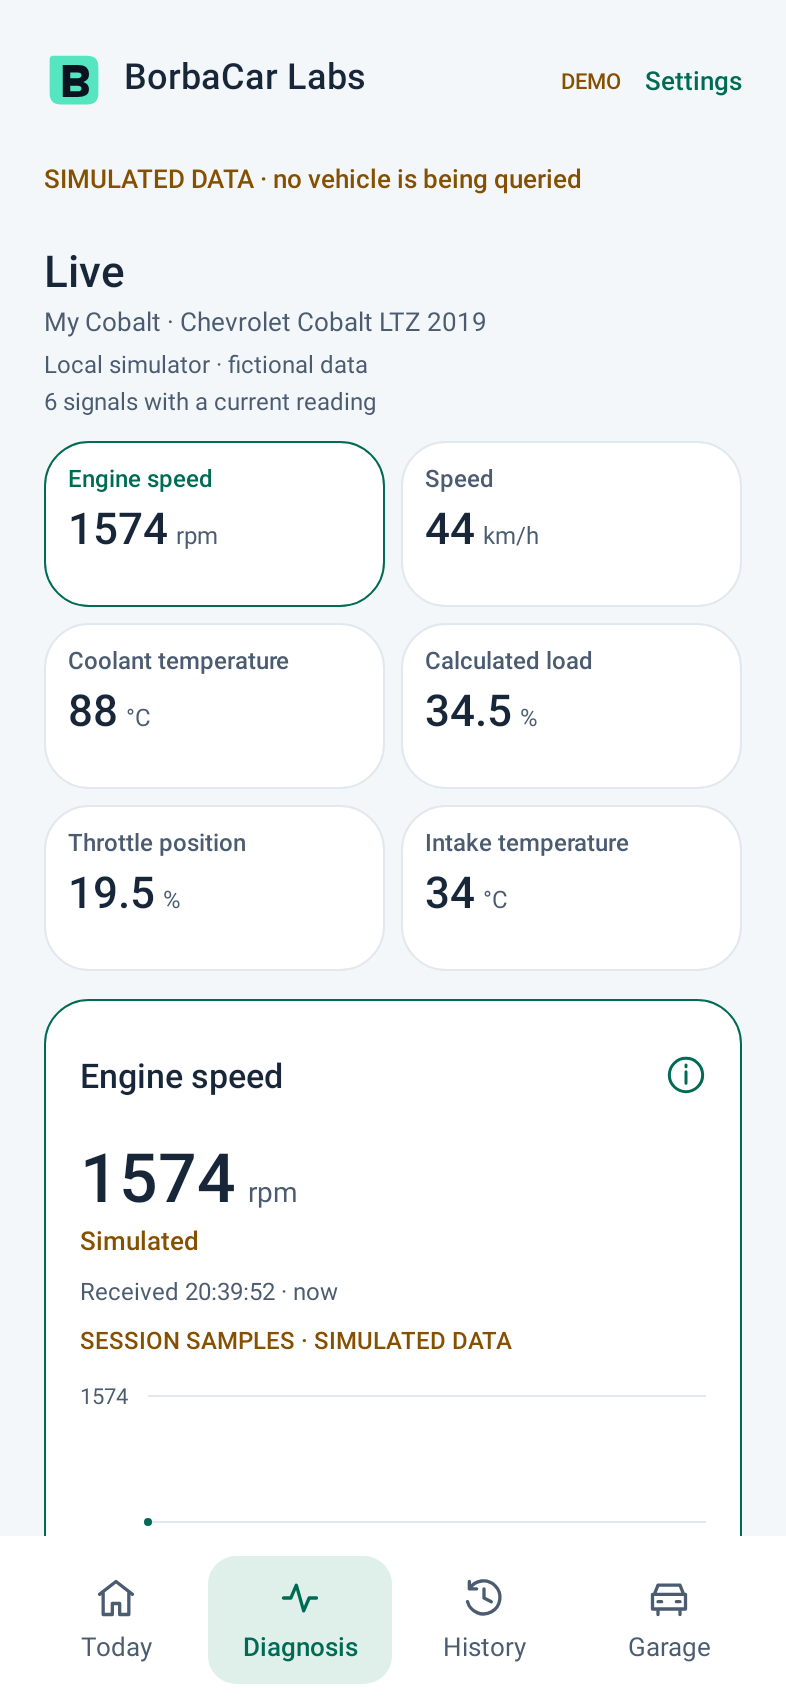 B BorbaCar Labs DEMO Settings
SIMULATED DATA · no vehicle is being queried
Live
My Cobalt · Chevrolet Cobalt LTZ 2019
Local simulator · fictional data
6 signals with a current reading
Engine speed
1574 rpm
Speed
44 km/h
Coolant temperature
88 °C
Calculated load
34.5 %
Throttle position
19.5 %
Intake temperature
34 °C
Engine speed
1574 rpm
Simulated
Received 20:39:52 · now
SESSION SAMPLES · SIMULATED DATA
1574
Today Diagnosis History Garage